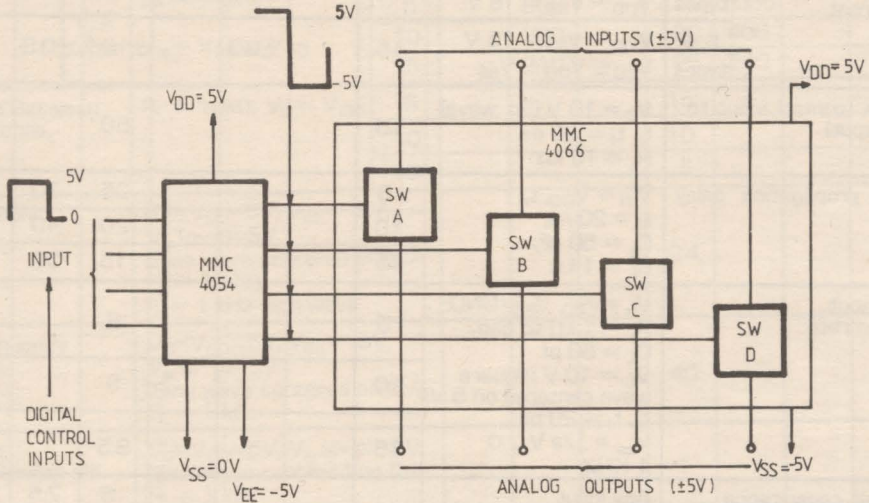 5V
-5V
ANALOG INPUTS (±5V)
VDD = 5V
VDD = 5V
MMC
4066
5V
0
INPUT
MMC
4054
SW
A
SW
B
SW
C
SW
D
DIGITAL
CONTROL
INPUTS
VSS = 0V
VEE = -5V
VSS = -5V
ANALOG OUTPUTS (±5V)